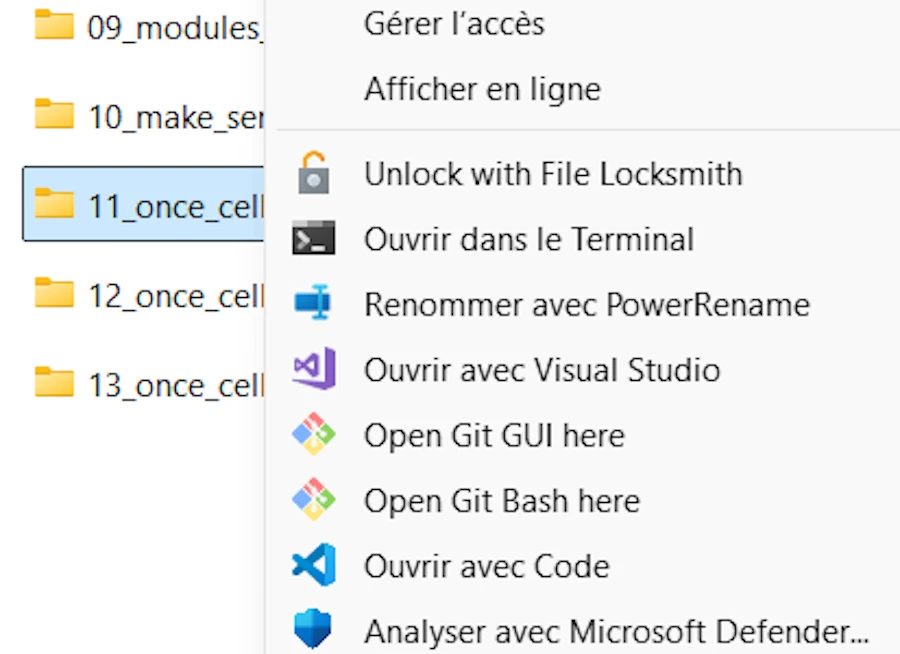 09_modules_
10_make_ser
11_once_cell
12_once_cell
13_once_cell
Gérer l'accès
Afficher en ligne
Unlock with File Locksmith
Ouvrir dans le Terminal
Renommer avec PowerRename
Ouvrir avec Visual Studio
Open Git GUI here
Open Git Bash here
Ouvrir avec Code
Analyser avec Microsoft Defender...